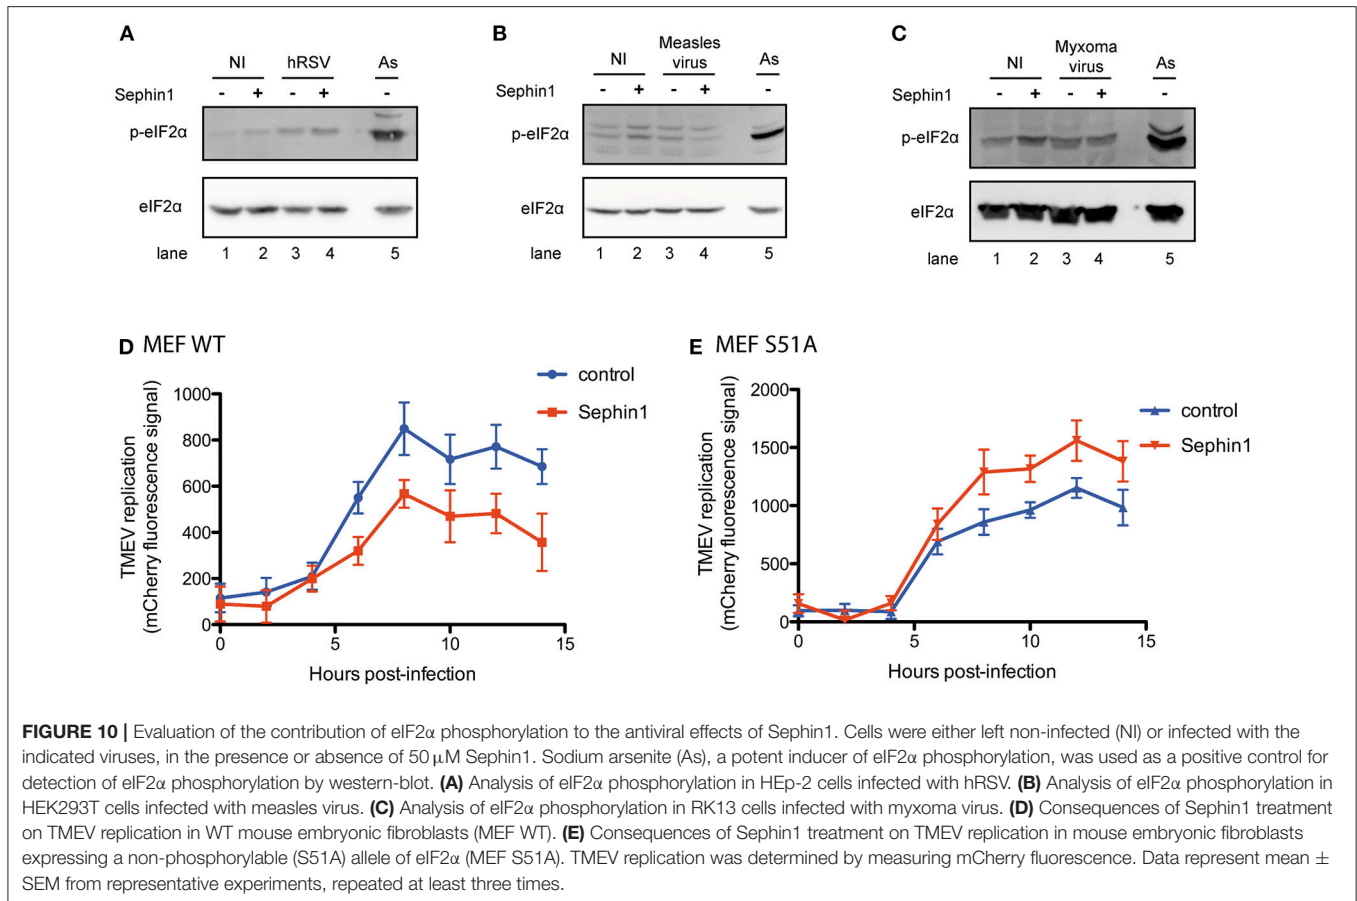 A
NI hRSV As
Sephin1 - + - + -
p-eIF2α
eIF2α
lane 1 2 3 4 5
B
Measles
NI virus As
Sephin1 - + - + -
p-eIF2α
eIF2α
lane 1 2 3 4 5
C
Myxoma
NI virus As
Sephin1 - + - + -
p-eIF2α
eIF2α
lane 1 2 3 4 5
D MEF WT
control
Sephin1
TMEV replication
(mCherry fluorescence signal)
1000
800
600
400
200
0
0 5 10 15
Hours post-infection
E MEF S51A
control
Sephin1
TMEV replication
(mCherry fluorescence signal)
2000
1500
1000
500
0
0 5 10 15
Hours post-infection
FIGURE 10 | Evaluation of the contribution of eIF2α phosphorylation to the antiviral effects of Sephin1. Cells were either left non-infected (NI) or infected with the
indicated viruses, in the presence or absence of 50 μM Sephin1. Sodium arsenite (As), a potent inducer of eIF2α phosphorylation, was used as a positive control for
detection of eIF2α phosphorylation by western-blot. (A) Analysis of eIF2α phosphorylation in HEp-2 cells infected with hRSV. (B) Analysis of eIF2α phosphorylation in
HEK293T cells infected with measles virus. (C) Analysis of eIF2α phosphorylation in RK13 cells infected with myxoma virus. (D) Consequences of Sephin1 treatment
on TMEV replication in WT mouse embryonic fibroblasts (MEF WT). (E) Consequences of Sephin1 treatment on TMEV replication in mouse embryonic fibroblasts
expressing a non-phosphorylable (S51A) allele of eIF2α (MEF S51A). TMEV replication was determined by measuring mCherry fluorescence. Data represent mean ±
SEM from representative experiments, repeated at least three times.